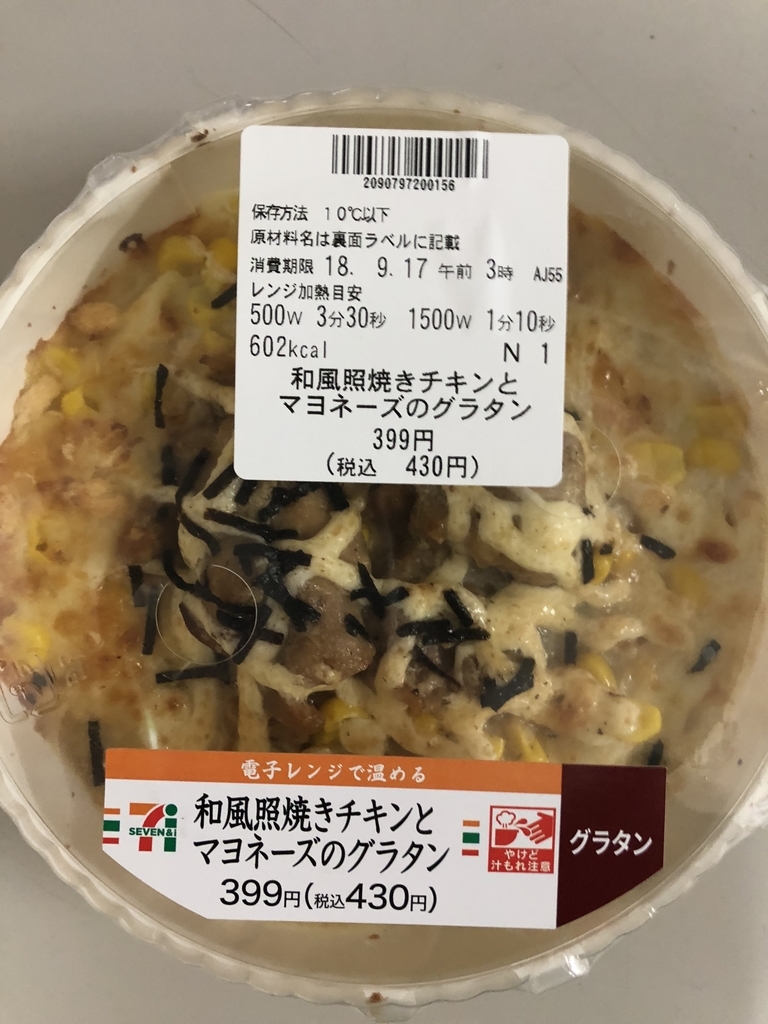 2090797200156
保存方法 10℃以下
原材料名は裏面ラベルに記載
消費期限 18. 9.17 午前 3時 AJ55
レンジ加熱目安
500W 3分30秒 1500W 1分10秒
602kcal N 1
和風照焼きチキンと
マヨネーズのグラタン
399円
(税込 430円)
電子レンジで温める
SEVEN&i
和風照焼きチキンと
マヨネーズのグラタン
399円(税込430円)
やけど
汁もれ注意
グラタン